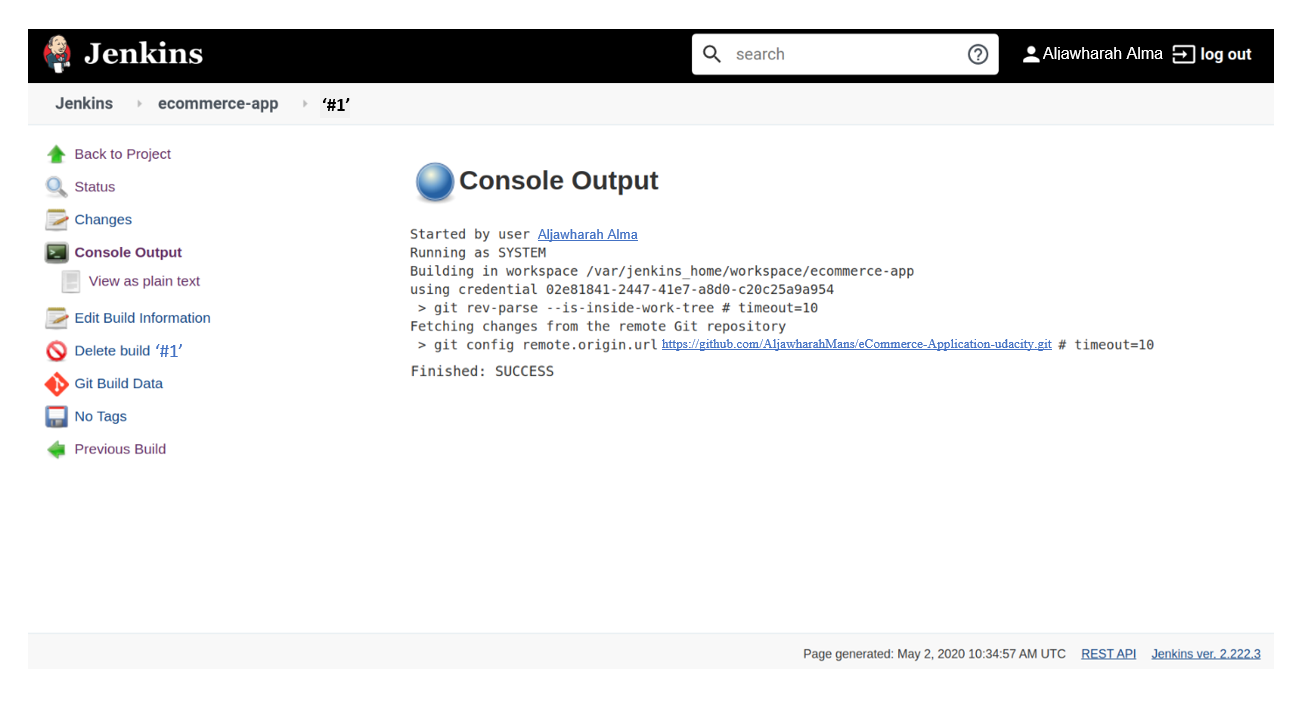 Jenkins
search
Aljawharah Alma
log out
Jenkins ecommerce-app ‘#1’
Back to Project
Status
Changes
Console Output
View as plain text
Edit Build Information
Delete build ‘#1’
Git Build Data
No Tags
Previous Build
Console Output
Started by user Aljawharah Alma
Running as SYSTEM
Building in workspace /var/jenkins_home/workspace/ecommerce-app
using credential 02e81841-2447-41e7-a8d0-c20c25a9a954
> git rev-parse --is-inside-work-tree # timeout=10
Fetching changes from the remote Git repository
> git config remote.origin.url https://github.com/AljawharahMans/eCommerce-Application-udacity.git # timeout=10
Finished: SUCCESS
Page generated: May 2, 2020 10:34:57 AM UTC REST API Jenkins ver. 2.222.3